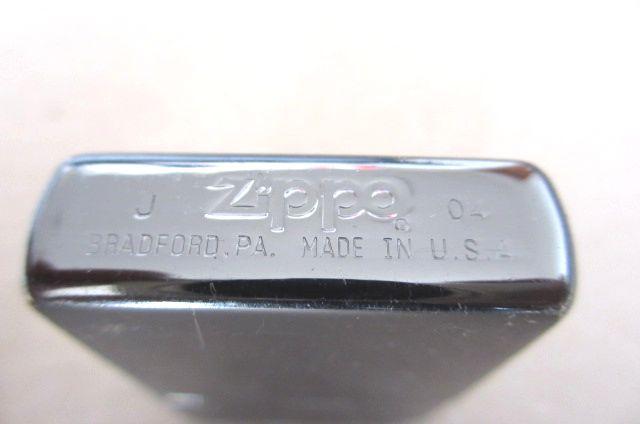 J Zippo® 04
BRADFORD, PA. MADE IN U.S.A